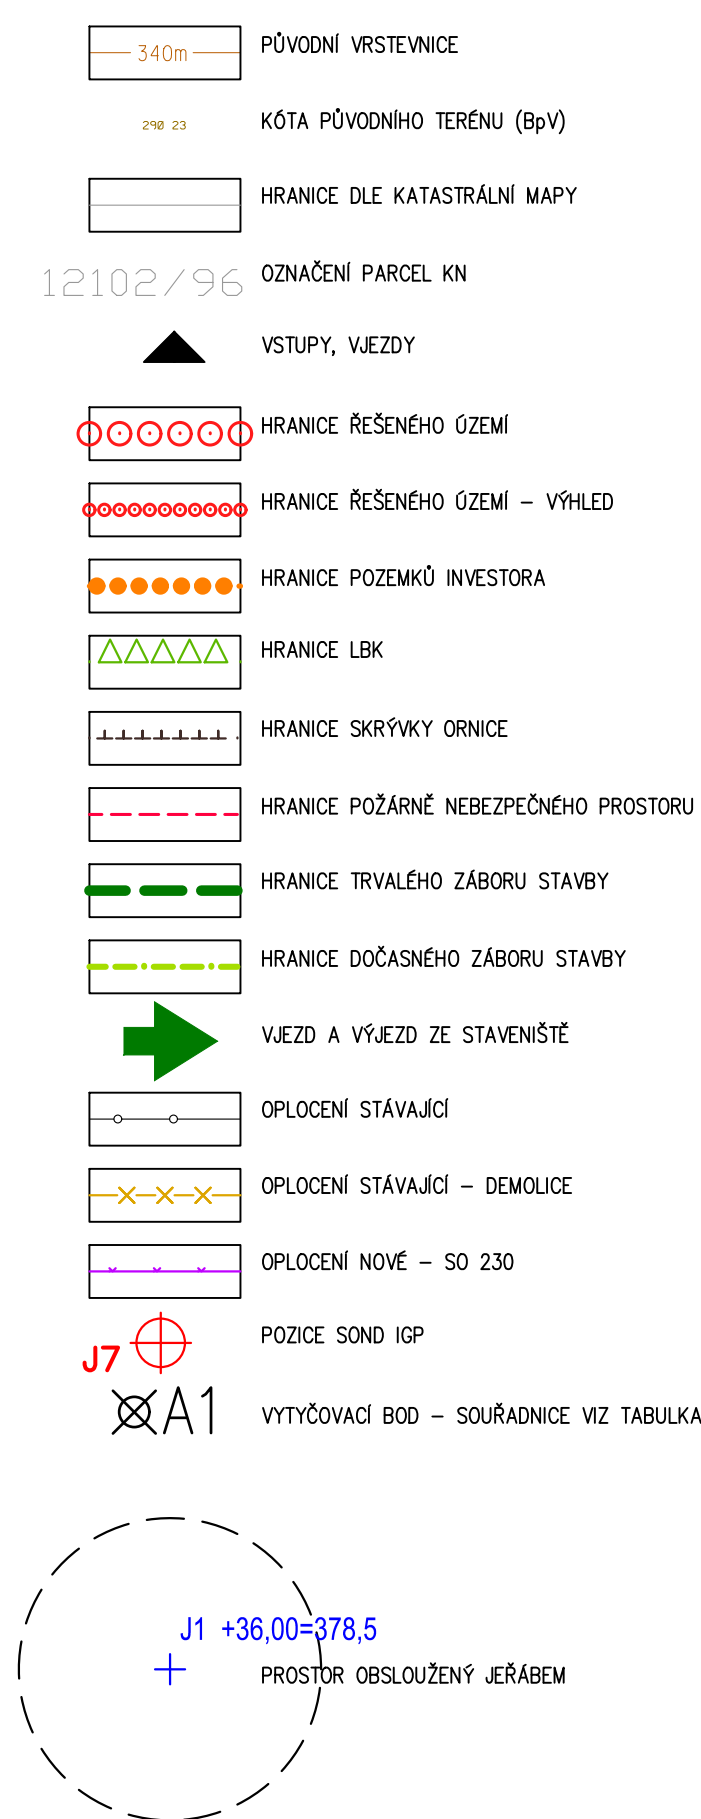 340m PŮVODNÍ VRSTEVNICE
290 23 KÓTA PŮVODNÍHO TERÉNU (BpV)
HRANICE DLE KATASTRÁLNÍ MAPY
12102/96 OZNAČENÍ PARCEL KN
VSTUPY, VJEZDY
HRANICE ŘEŠENÉHO ÚZEMÍ
HRANICE ŘEŠENÉHO ÚZEMÍ – VÝHLED
HRANICE POZEMKŮ INVESTORA
HRANICE LBK
HRANICE SKRÝVKY ORNICE
HRANICE POŽÁRNĚ NEBEZPEČNÉHO PROSTORU
HRANICE TRVALÉHO ZÁBORU STAVBY
HRANICE DOČASNÉHO ZÁBORU STAVBY
VJEZD A VÝJEZD ZE STAVENIŠTĚ
OPLOCENÍ STÁVAJÍCÍ
OPLOCENÍ STÁVAJÍCÍ – DEMOLICE
OPLOCENÍ NOVÉ – SO 230
J7 POZICE SOND IGP
A1 VYTYČOVACÍ BOD – SOUŘADNICE VIZ TABULKA
J1 +36,00=378,5
PROSTOR OBSLOUŽENÝ JEŘÁBEM